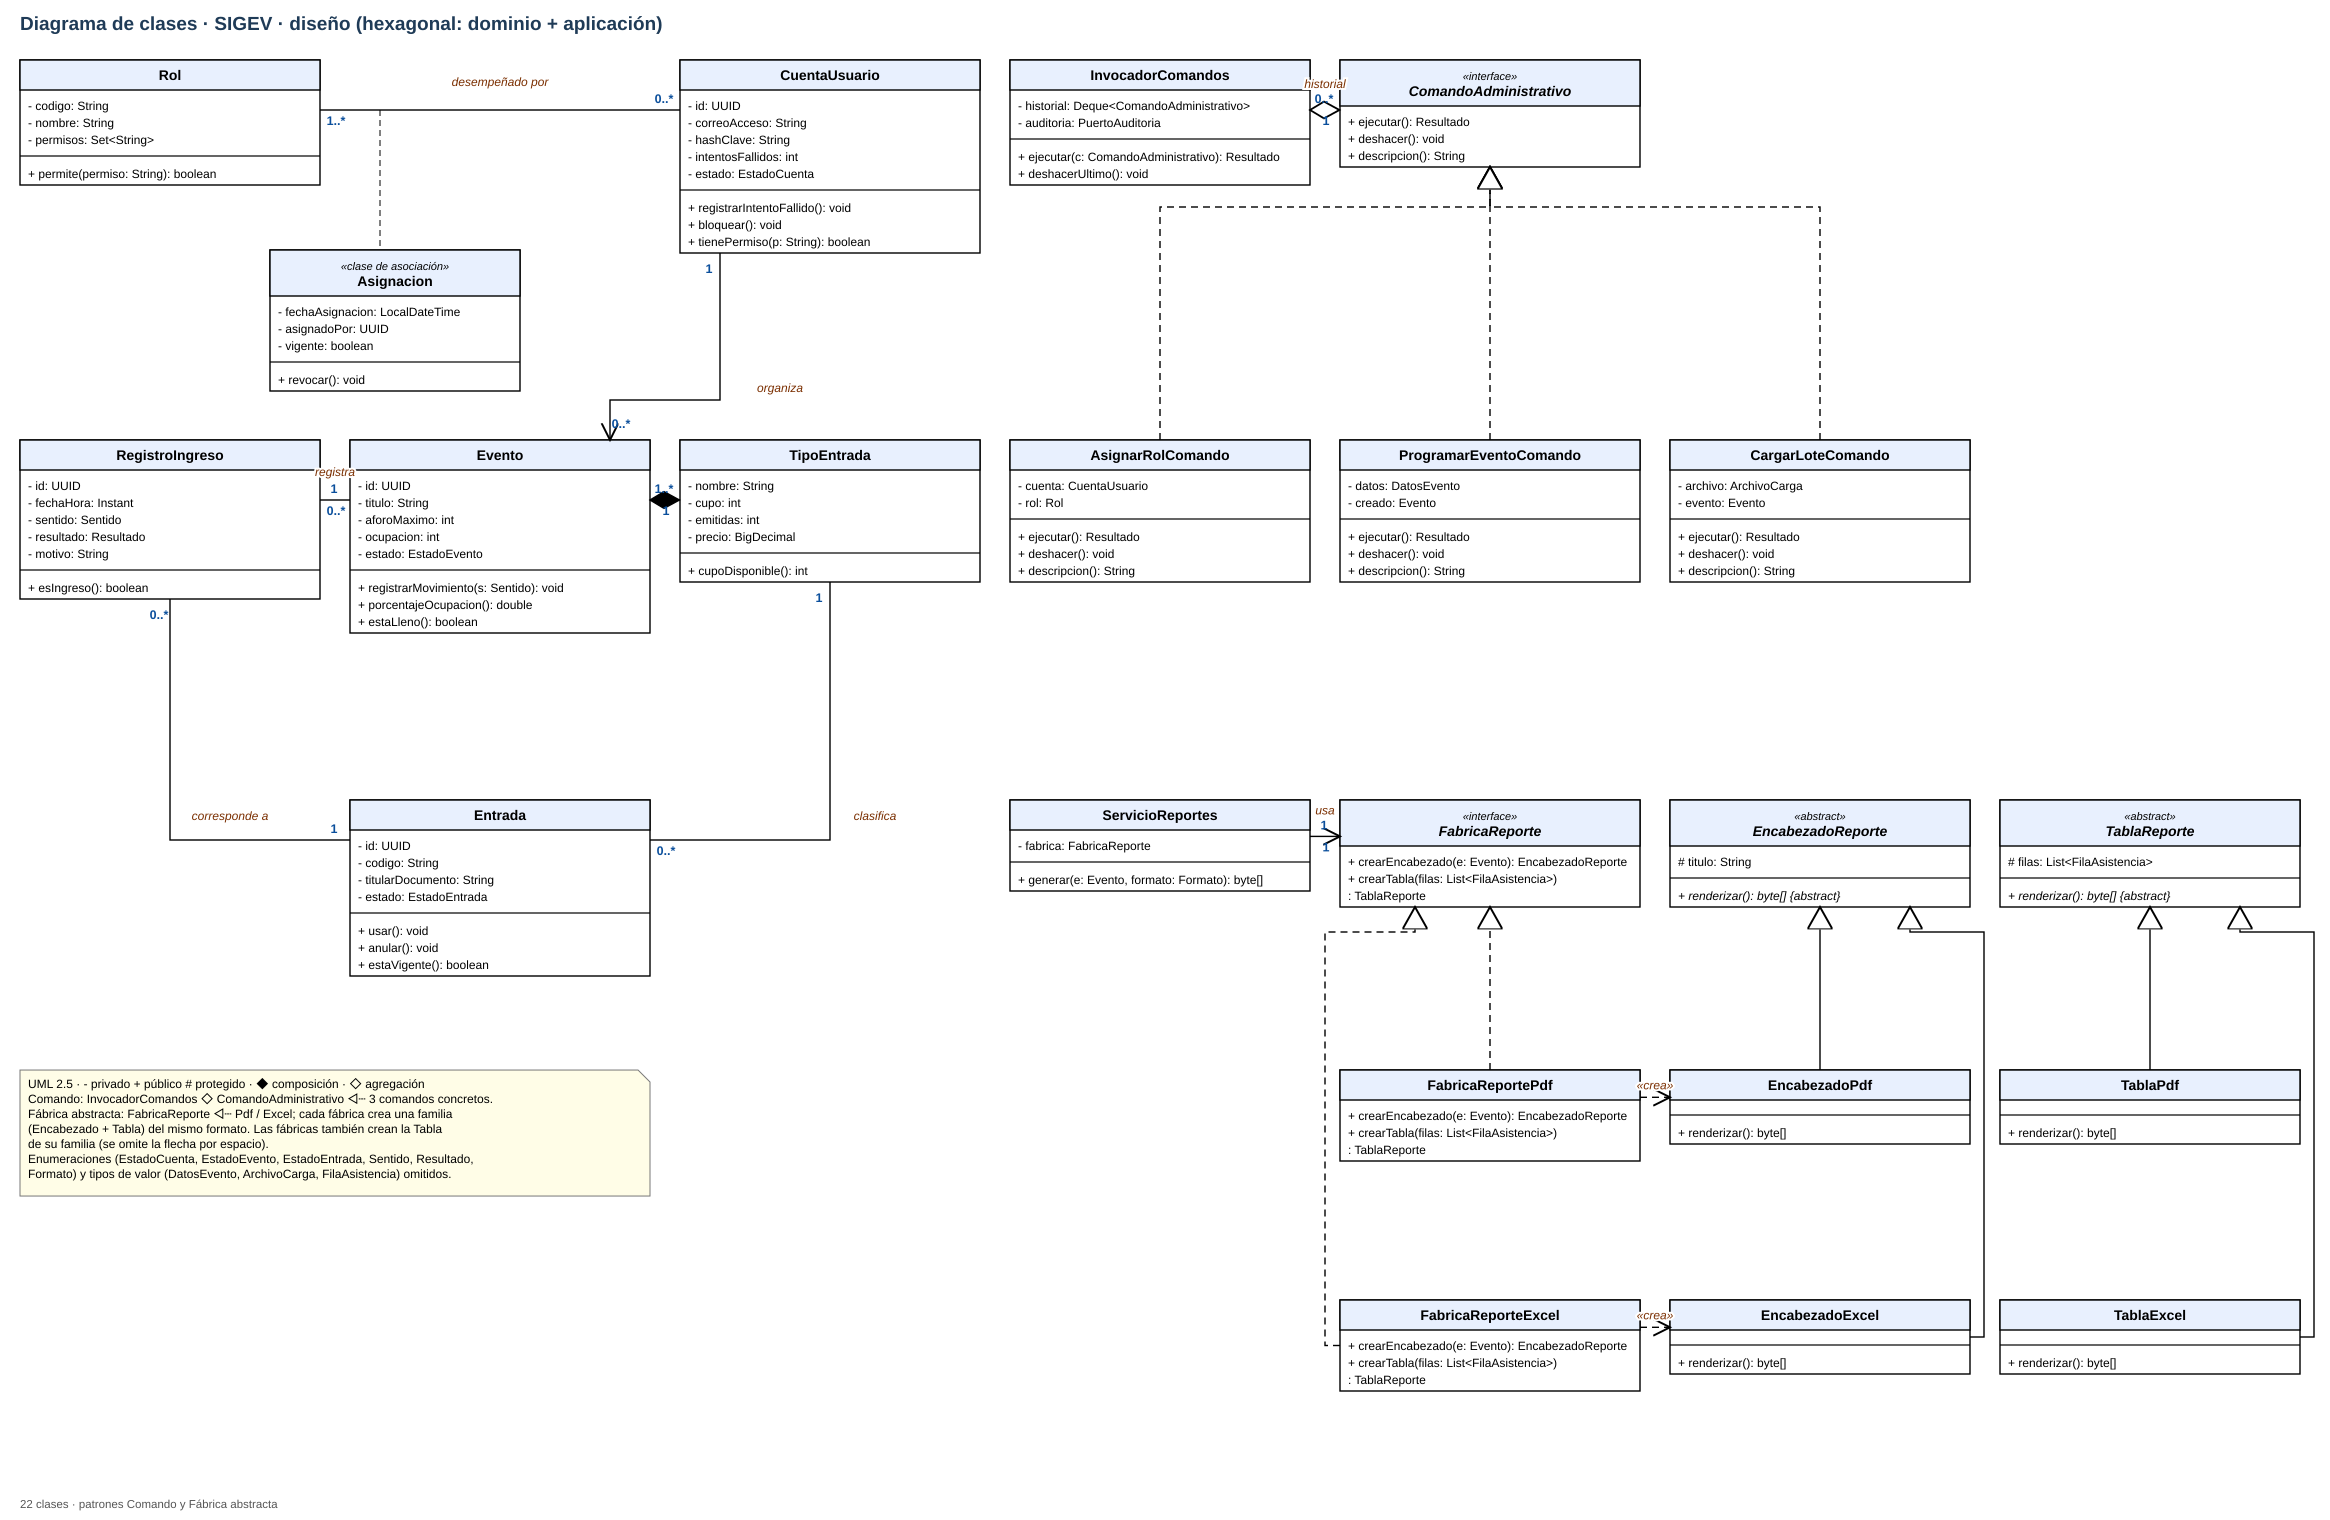 Diagrama de clases · SIGEV · diseño (hexagonal: dominio + aplicación)
Rol
- codigo: String
- nombre: String
- permisos: Set<String>
+ permite(permiso: String): boolean
desempeñado por
1..*
0..*
CuentaUsuario
- id: UUID
- correoAcceso: String
- hashClave: String
- intentosFallidos: int
- estado: EstadoCuenta
+ registrarIntentoFallido(): void
+ bloquear(): void
+ tienePermiso(p: String): boolean
InvocadorComandos
- historial: Deque<ComandoAdministrativo>
- auditoria: PuertoAuditoria
+ ejecutar(c: ComandoAdministrativo): Resultado
+ deshacerUltimo(): void
historial
0..*
1
«interface»
ComandoAdministrativo
+ ejecutar(): Resultado
+ deshacer(): void
+ descripcion(): String
«clase de asociación»
Asignacion
- fechaAsignacion: LocalDateTime
- asignadoPor: UUID
- vigente: boolean
+ revocar(): void
1
organiza
0..*
RegistroIngreso
- id: UUID
- fechaHora: Instant
- sentido: Sentido
- resultado: Resultado
- motivo: String
+ esIngreso(): boolean
registra
1
0..*
Evento
- id: UUID
- titulo: String
- aforoMaximo: int
- ocupacion: int
- estado: EstadoEvento
+ registrarMovimiento(s: Sentido): void
+ porcentajeOcupacion(): double
+ estaLleno(): boolean
1..*
1
TipoEntrada
- nombre: String
- cupo: int
- emitidas: int
- precio: BigDecimal
+ cupoDisponible(): int
AsignarRolComando
- cuenta: CuentaUsuario
- rol: Rol
+ ejecutar(): Resultado
+ deshacer(): void
+ descripcion(): String
ProgramarEventoComando
- datos: DatosEvento
- creado: Evento
+ ejecutar(): Resultado
+ deshacer(): void
+ descripcion(): String
CargarLoteComando
- archivo: ArchivoCarga
- evento: Evento
+ ejecutar(): Resultado
+ deshacer(): void
+ descripcion(): String
0..*
corresponde a
1
1
clasifica
0..*
Entrada
- id: UUID
- codigo: String
- titularDocumento: String
- estado: EstadoEntrada
+ usar(): void
+ anular(): void
+ estaVigente(): boolean
ServicioReportes
- fabrica: FabricaReporte
+ generar(e: Evento, formato: Formato): byte[]
usa
1
1
«interface»
FabricaReporte
+ crearEncabezado(e: Evento): EncabezadoReporte
+ crearTabla(filas: List<FilaAsistencia>)
: TablaReporte
«abstract»
EncabezadoReporte
# titulo: String
+ renderizar(): byte[] {abstract}
«abstract»
TablaReporte
# filas: List<FilaAsistencia>
+ renderizar(): byte[] {abstract}
UML 2.5 · - privado + público # protegido · ◆ composición · ◇ agregación
Comando: InvocadorComandos ◇ ComandoAdministrativo ◁┄ 3 comandos concretos.
Fábrica abstracta: FabricaReporte ◁┄ Pdf / Excel; cada fábrica crea una familia
(Encabezado + Tabla) del mismo formato. Las fábricas también crean la Tabla
de su familia (se omite la flecha por espacio).
Enumeraciones (EstadoCuenta, EstadoEvento, EstadoEntrada, Sentido, Resultado,
Formato) y tipos de valor (DatosEvento, ArchivoCarga, FilaAsistencia) omitidos.
FabricaReportePdf
+ crearEncabezado(e: Evento): EncabezadoReporte
+ crearTabla(filas: List<FilaAsistencia>)
: TablaReporte
«crea»
EncabezadoPdf
+ renderizar(): byte[]
TablaPdf
+ renderizar(): byte[]
FabricaReporteExcel
+ crearEncabezado(e: Evento): EncabezadoReporte
+ crearTabla(filas: List<FilaAsistencia>)
: TablaReporte
«crea»
EncabezadoExcel
+ renderizar(): byte[]
TablaExcel
+ renderizar(): byte[]
22 clases · patrones Comando y Fábrica abstracta